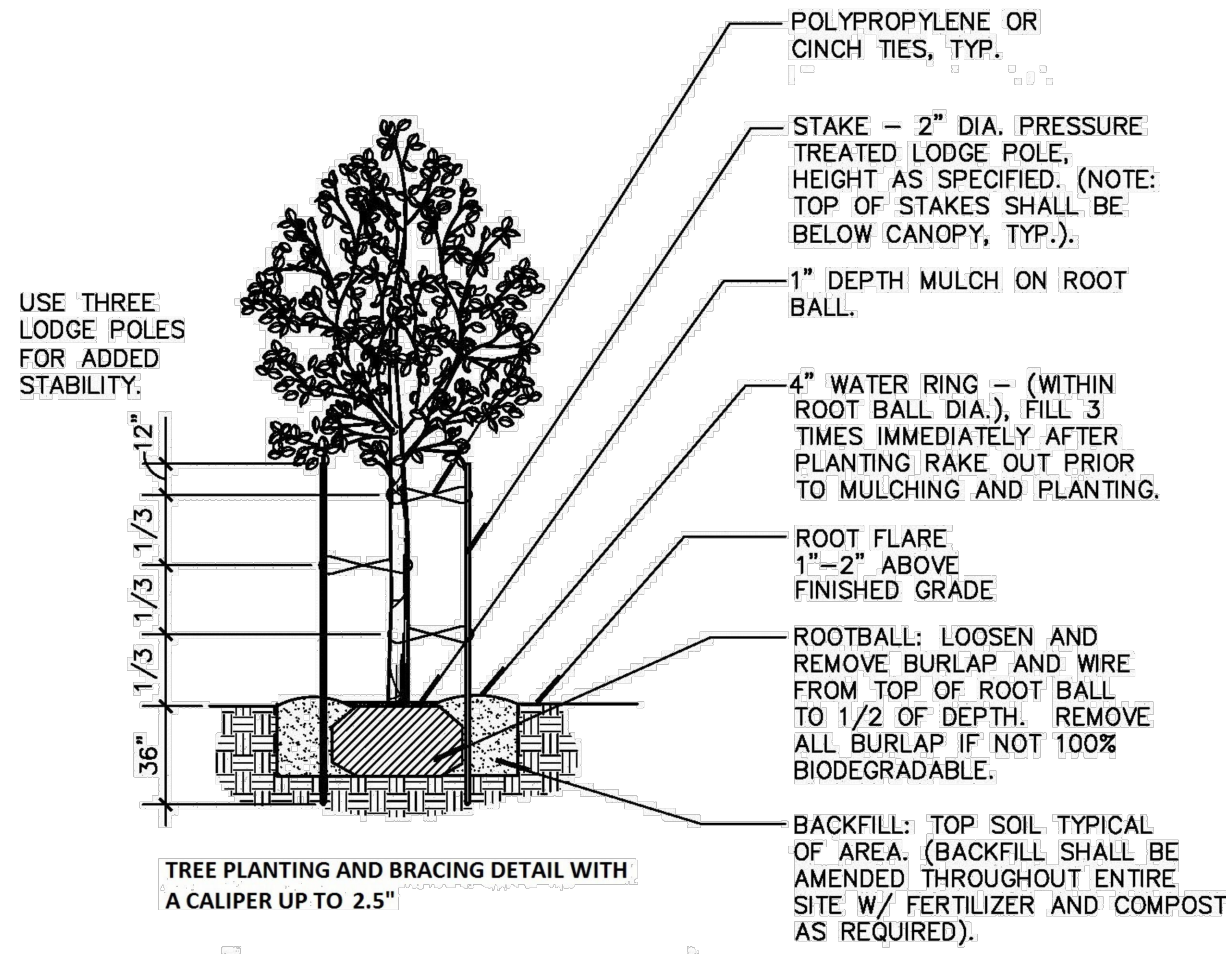 POLYPROPYLENE OR
CINCH TIES, TYP.
STAKE – 2" DIA. PRESSURE
TREATED LODGE POLE,
HEIGHT AS SPECIFIED. (NOTE:
TOP OF STAKES SHALL BE
BELOW CANOPY, TYP.).
1" DEPTH MULCH ON ROOT
BALL.
USE THREE
LODGE POLES
FOR ADDED
STABILITY.
4" WATER RING – (WITHIN
ROOT BALL DIA.), FILL 3
TIMES IMMEDIATELY AFTER
PLANTING RAKE OUT PRIOR
TO MULCHING AND PLANTING.
12"
1/3
1/3
1/3
36"
ROOT FLARE
1"–2" ABOVE
FINISHED GRADE
ROOTBALL: LOOSEN AND
REMOVE BURLAP AND WIRE
FROM TOP OF ROOT BALL
TO 1/2 OF DEPTH. REMOVE
ALL BURLAP IF NOT 100%
BIODEGRADABLE.
BACKFILL: TOP SOIL TYPICAL
OF AREA. (BACKFILL SHALL BE
AMENDED THROUGHOUT ENTIRE
SITE W/ FERTILIZER AND COMPOST
AS REQUIRED).
TREE PLANTING AND BRACING DETAIL WITH
A CALIPER UP TO 2.5"